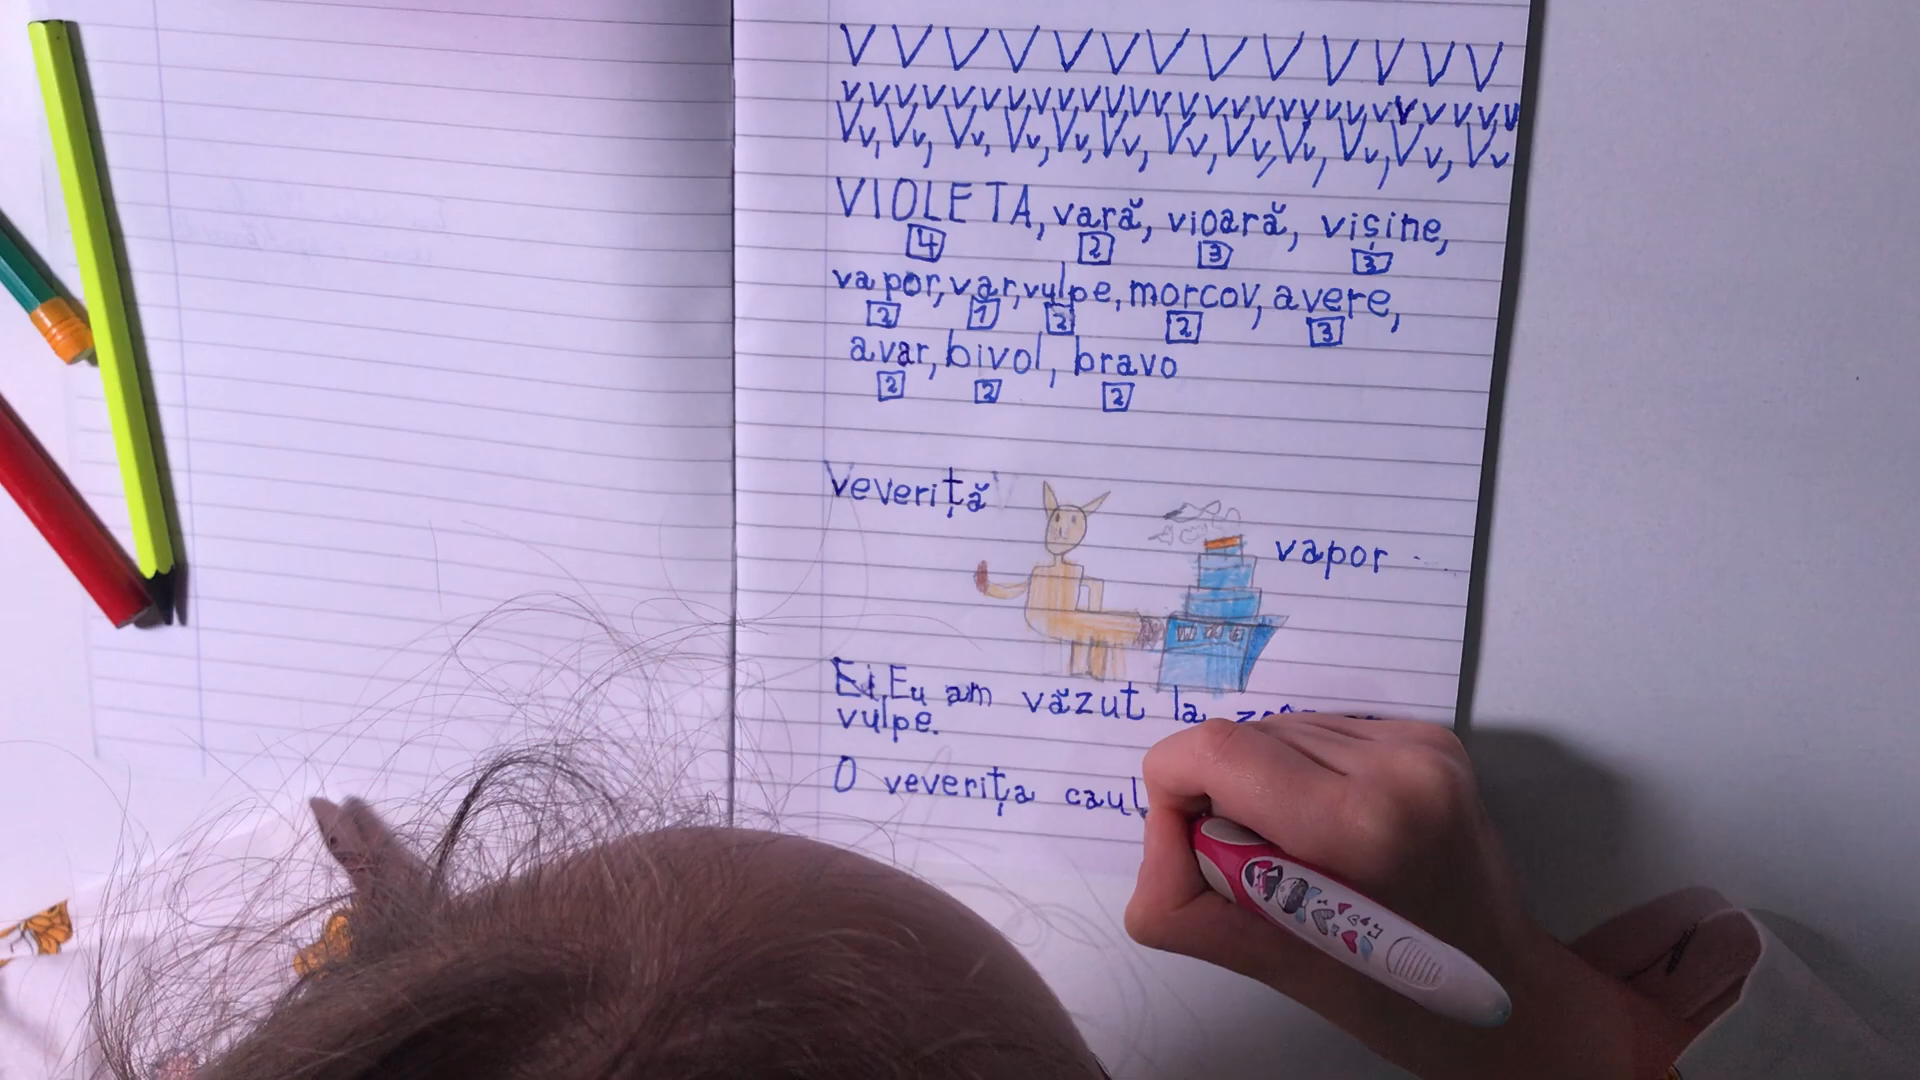 V V V V V V V V V V V V V
v, v v, v v v v, v v, v v v v v v v v v v v v v v v v, v
Vv, Vv, Vv, Vv, Vv, Vv, Vv, Vv, Vv, Vv, Vv, Vv
VIOLETA, vară, vioară, vișine,
4 2 3 3
vapor, var, vulpe, morcov, avere,
2 1 2 2 3
avar, bivol, bravo
2 2 2
Veveriță
vapor
Ei, Eu am văzut la
vulpe.
O veverița caut